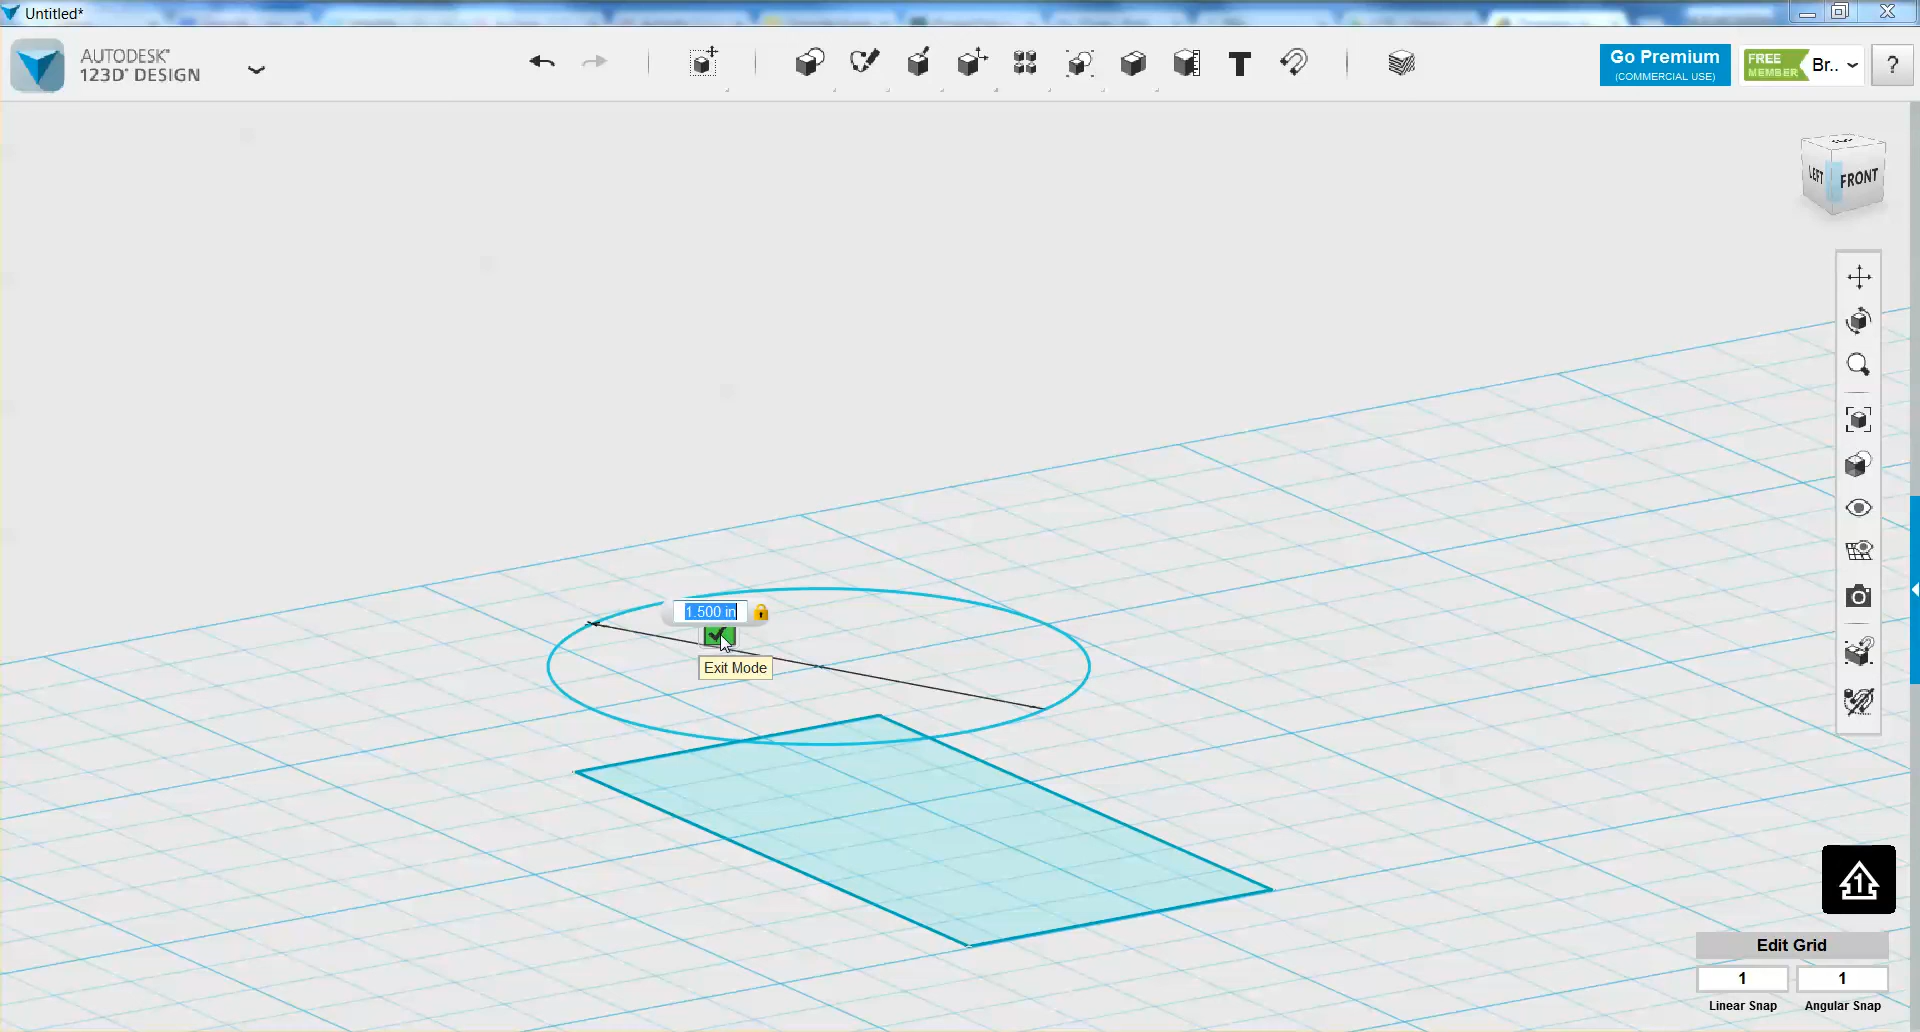 Untitled*
AUTODESK®
123D® DESIGN
Go Premium
(COMMERCIAL USE)
FREE
MEMBER
Br..
?
LEFT
FRONT
1.500 in
Exit Mode
1
Edit Grid
1
1
Linear Snap
Angular Snap